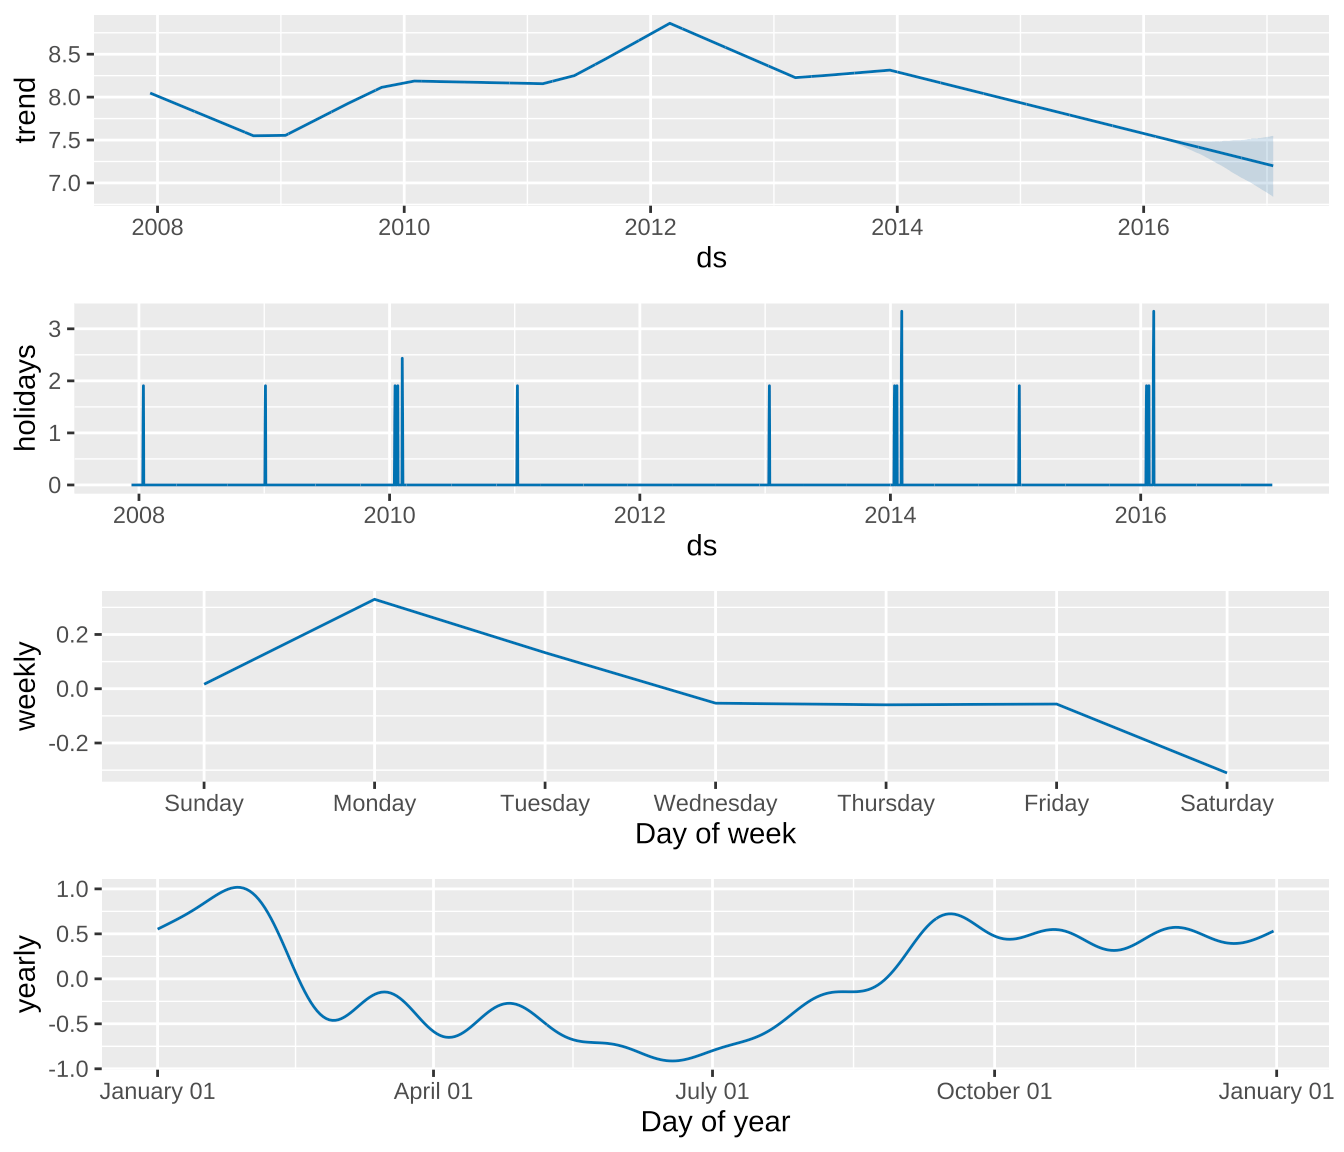 trend
8.5
8.0
7.5
7.0
2008 2010 2012 2014 2016
ds
holidays
3
2
1
0
2008 2010 2012 2014 2016
ds
weekly
0.2
0.0
-0.2
Sunday Monday Tuesday Wednesday Thursday Friday Saturday
Day of week
yearly
1.0
0.5
0.0
-0.5
-1.0
January 01 April 01 July 01 October 01 January 01
Day of year